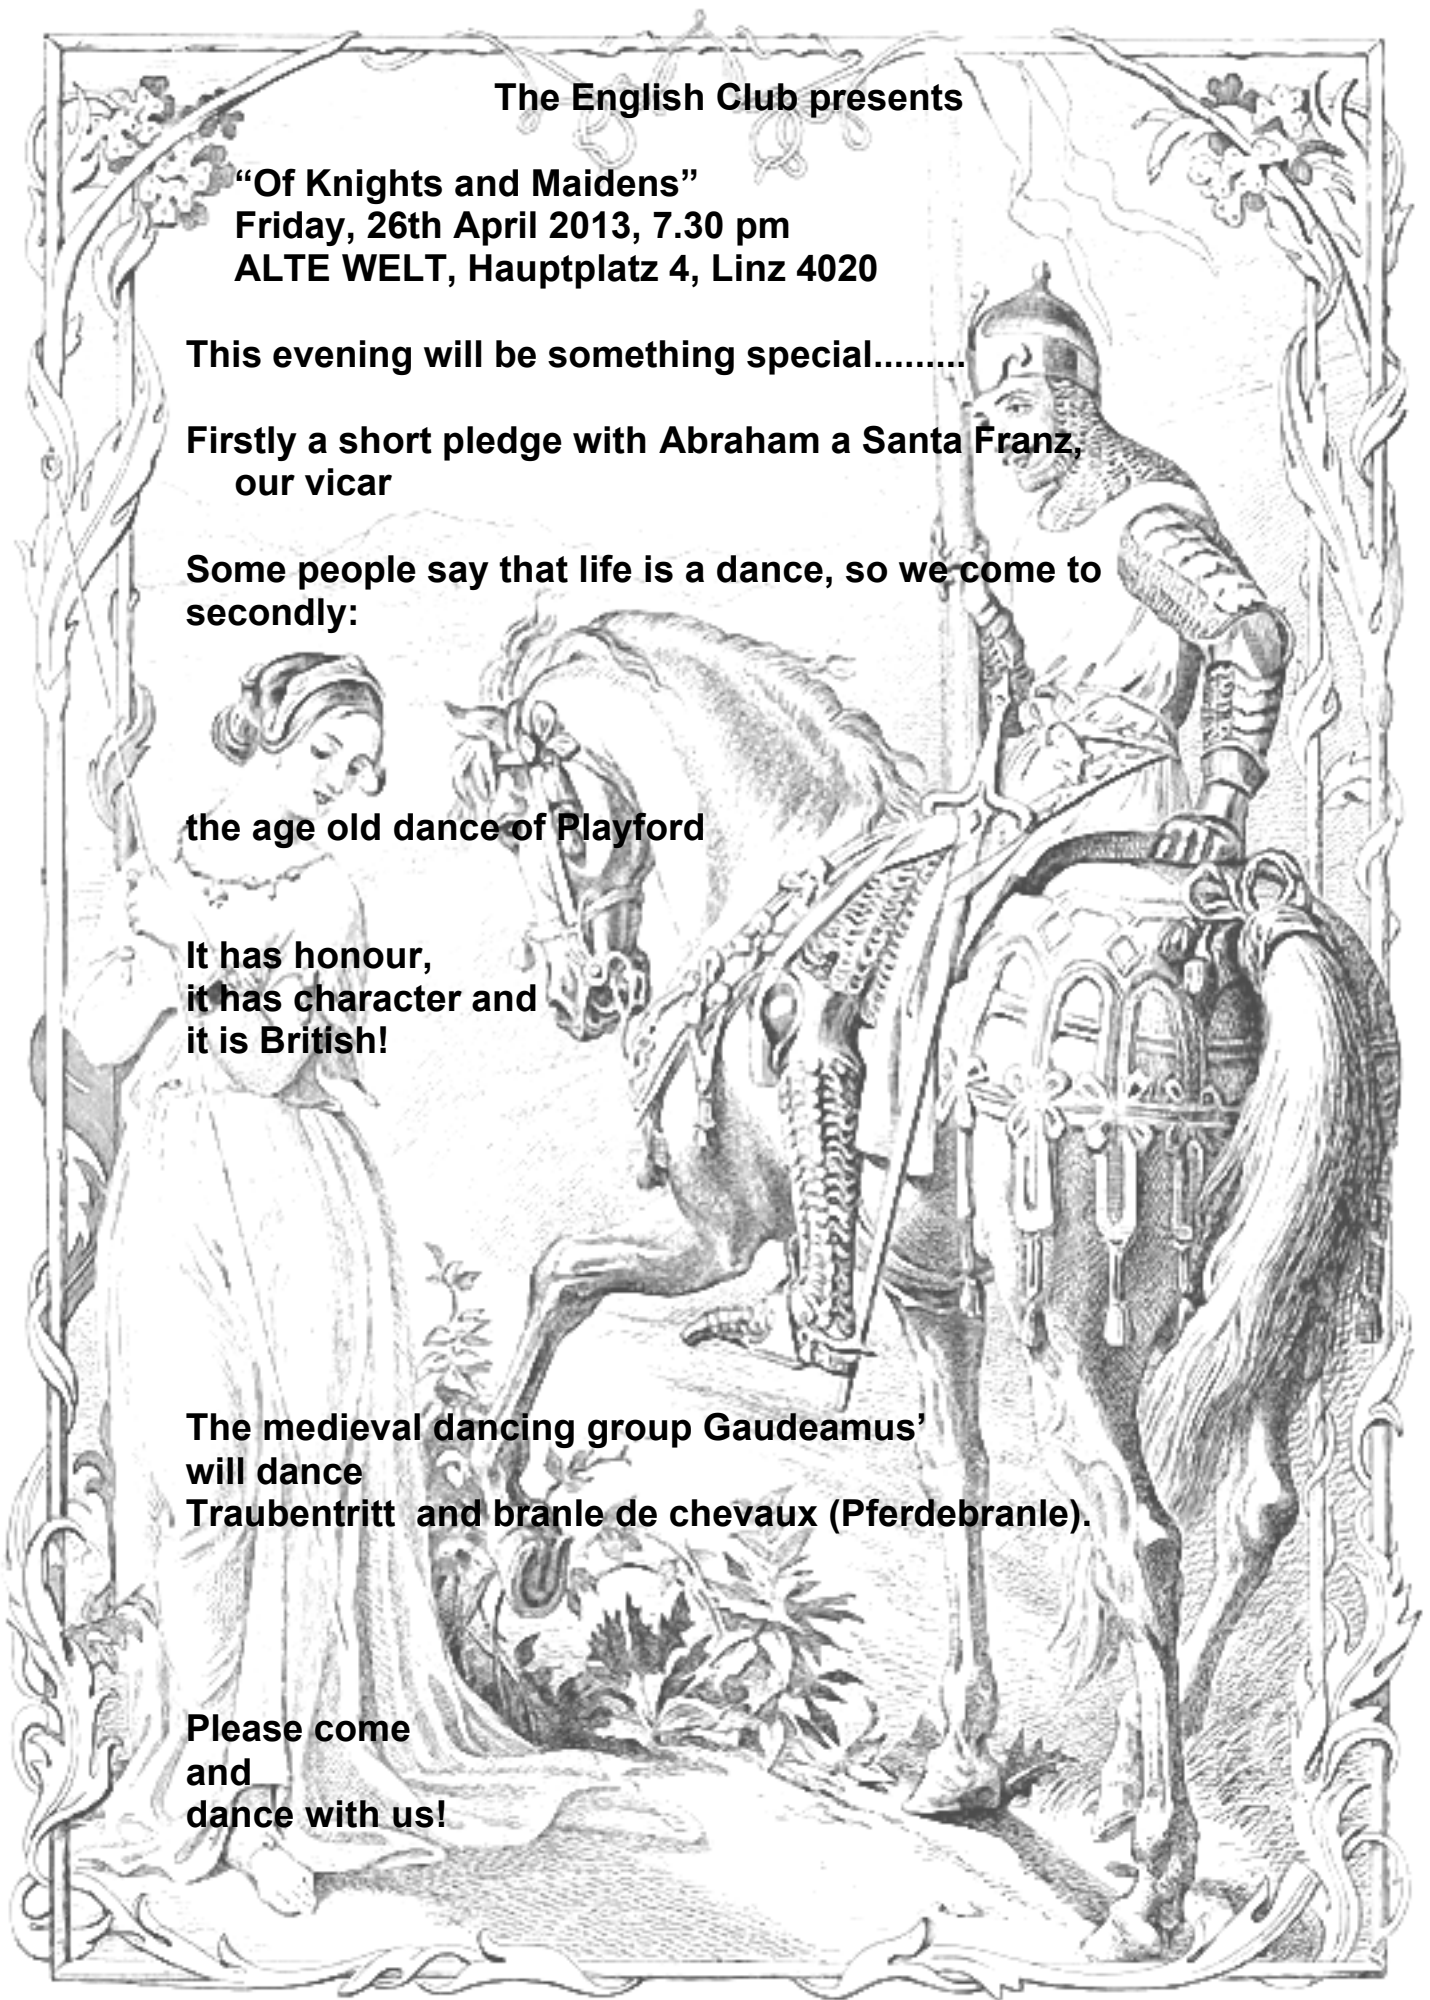 The English Club presents
“Of Knights and Maidens”
Friday, 26th April 2013, 7.30 pm
ALTE WELT, Hauptplatz 4, Linz 4020
This evening will be something special.........
Firstly a short pledge with Abraham a Santa Franz,
our vicar
Some people say that life is a dance, so we come to
secondly:
the age old dance of Playford
It has honour,
it has character and
it is British!
The medieval dancing group Gaudeamus’
will dance
Traubentritt  and branle de chevaux (Pferdebranle).
Please come
and
dance with us!